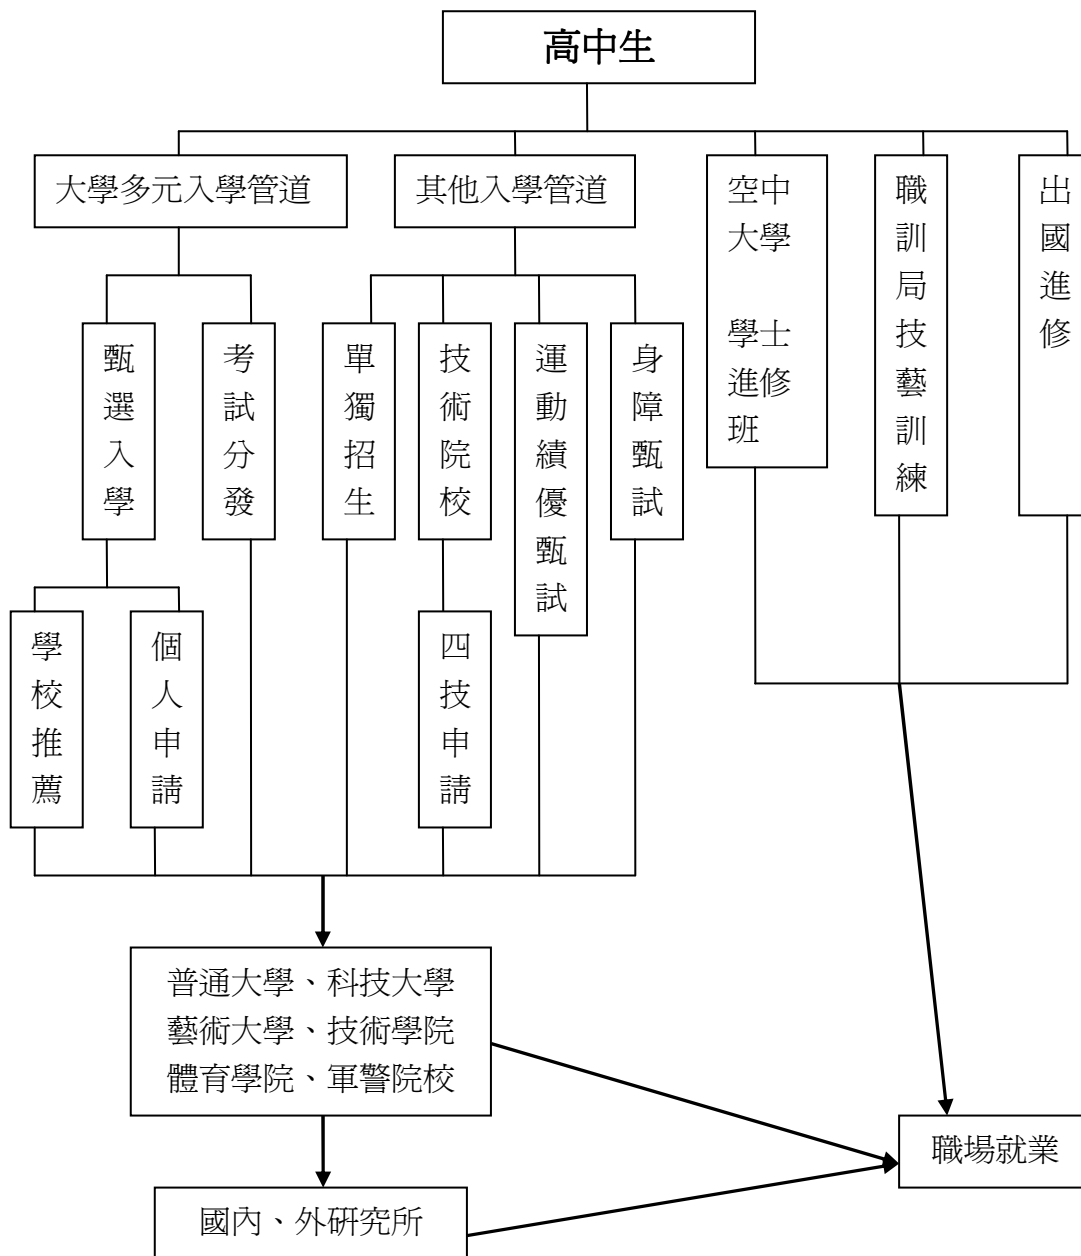 高中生
大學多元入學管道
其他入學管道
空中
大學
學士
進修
班
職訓局技藝訓練
出國進修
甄選入學
考試分發
單獨招生
技術院校
運動績優甄試
身障甄試
學校推薦
個人申請
四技申請
普通大學、科技大學
藝術大學、技術學院
體育學院、軍警院校
職場就業
國內、外研究所